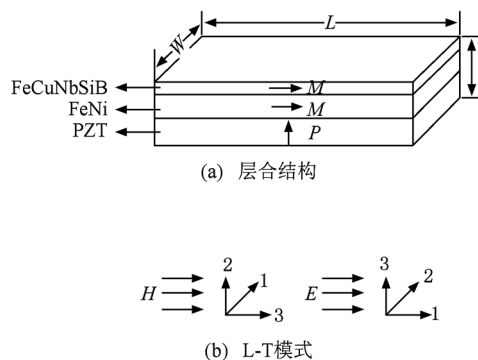 W
L
FeCuNbSiB
M
FeNi
M
PZT
P
(a) 层合结构
H
2
1
3
E
3
2
1
(b) L-T模式